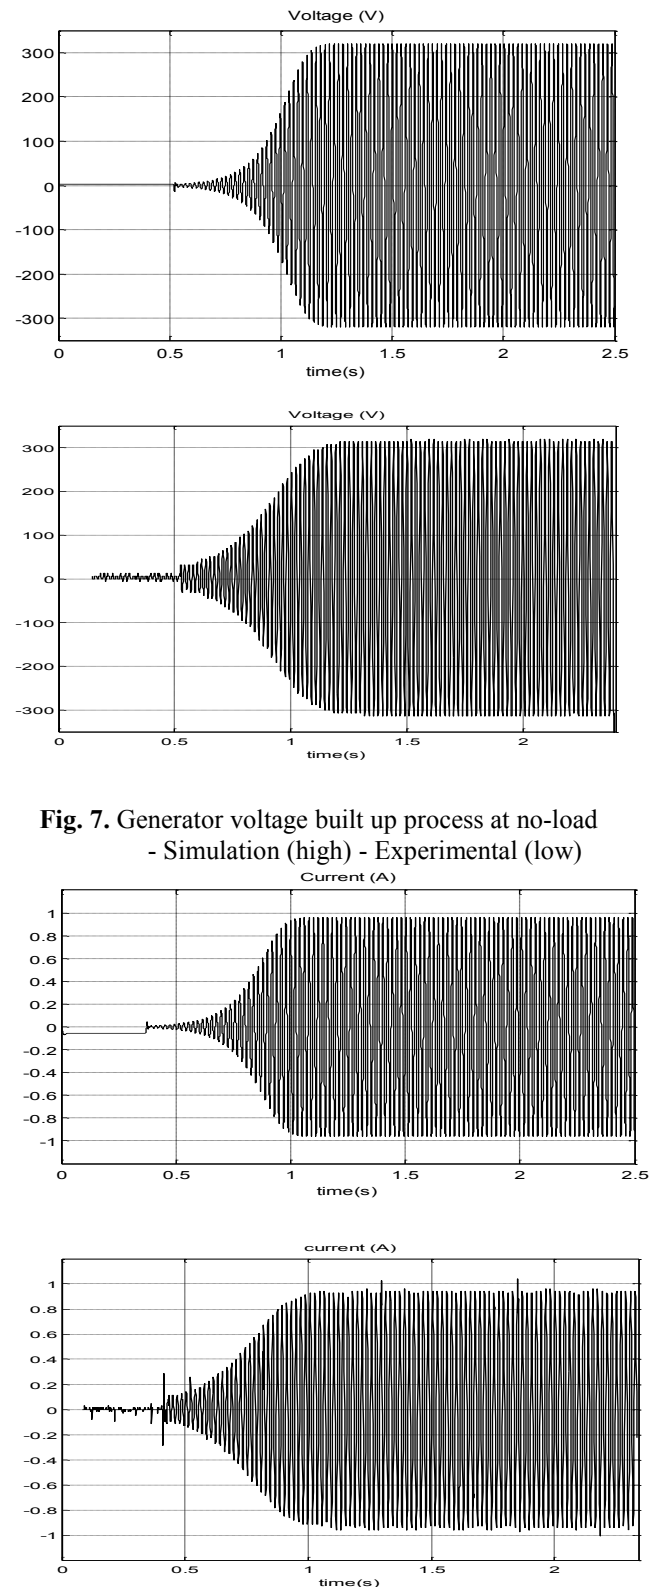 Voltage (V)
300
200
100
0
-100
-200
-300
0 0.5 1 1.5 2 2.5
time(s)
Voltage (V)
300
200
100
0
-100
-200
-300
0 0.5 1 1.5 2
time(s)
Fig. 7. Generator voltage built up process at no-load
- Simulation (high) - Experimental (low)
Current (A)
1
0.8
0.6
0.4
0.2
0
-0.2
-0.4
-0.6
-0.8
-1
0 0.5 1 1.5 2 2.5
time(s)
current (A)
1
0.8
0.6
0.4
0.2
0
-0.2
-0.4
-0.6
-0.8
-1
0 0.5 1 1.5 2
time(s)